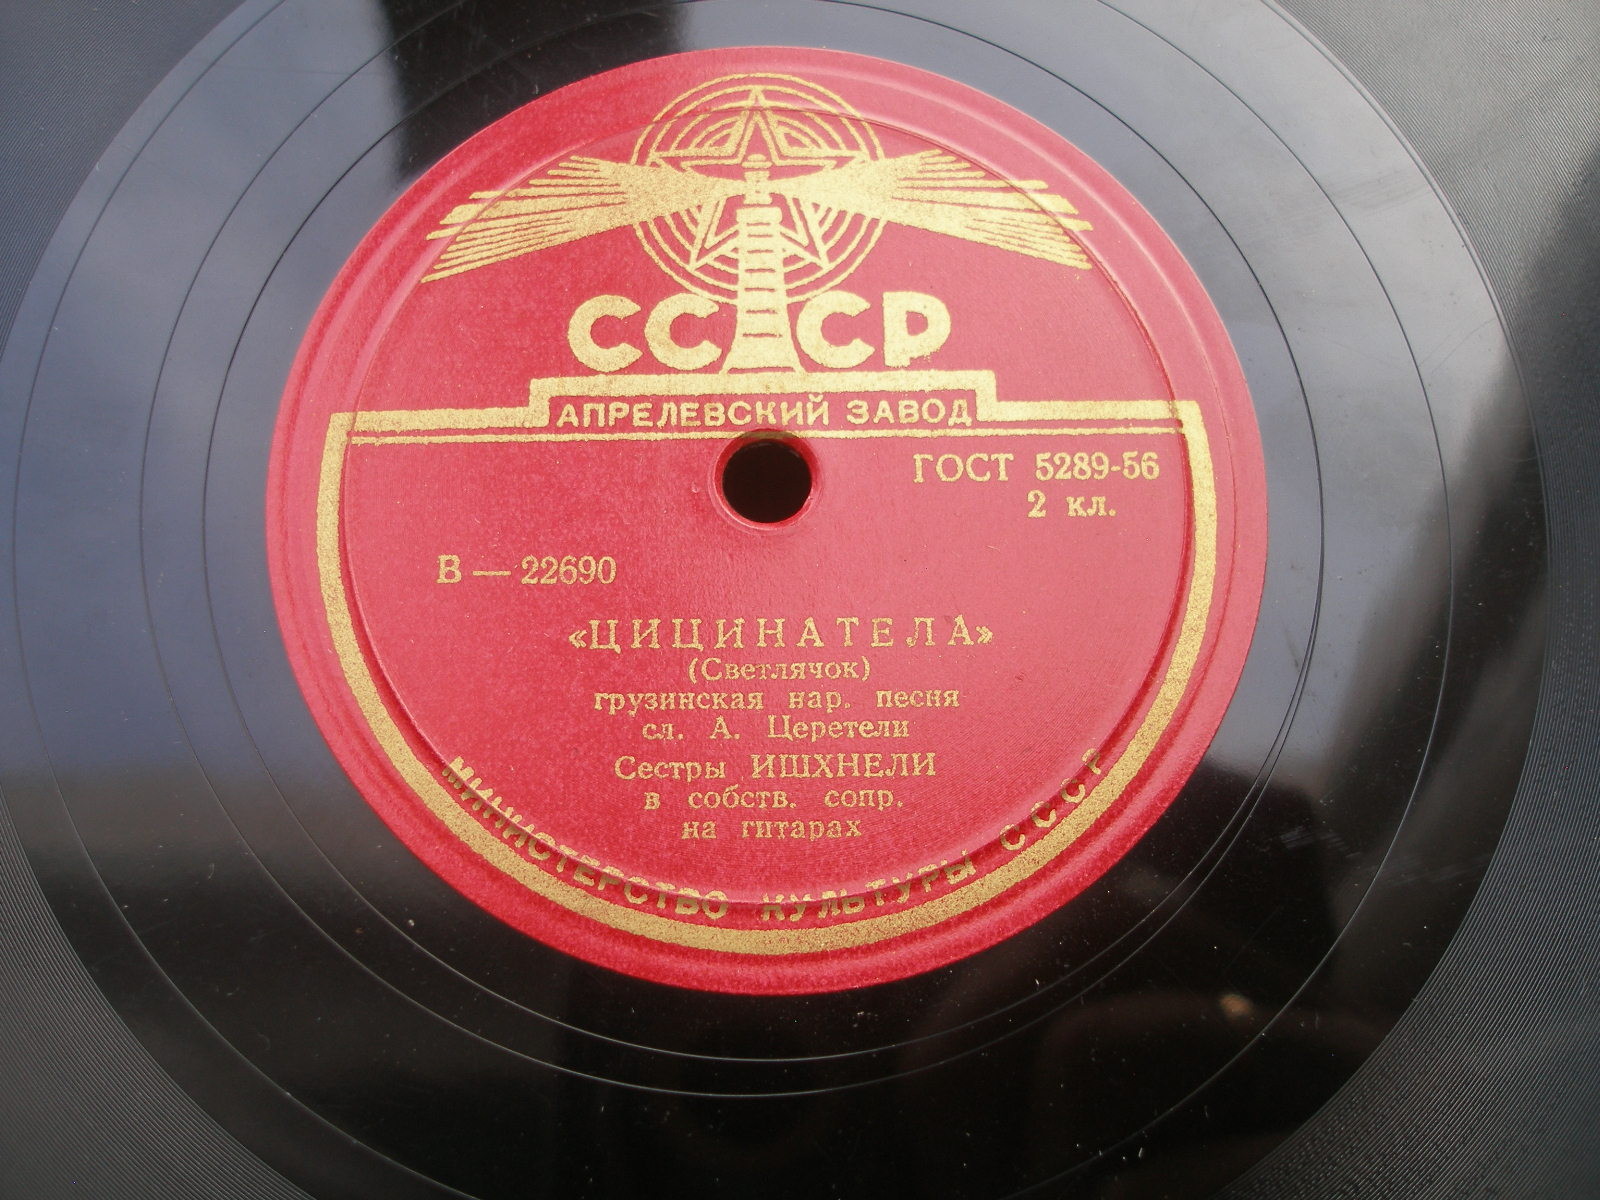 СССР
АПРЕЛЕВСКИЙ ЗАВОД
ГОСТ 5289-56
2 кл.
В — 22690
«ЦИЦИНАТЕЛА»
(Светлячок)
грузинская нар. песня
сл. А. Церетели
Сестры ИШХНЕЛИ
в собств. сопр.
на гитарах
МИНИСТЕРСТВО КУЛЬТУРЫ СССР